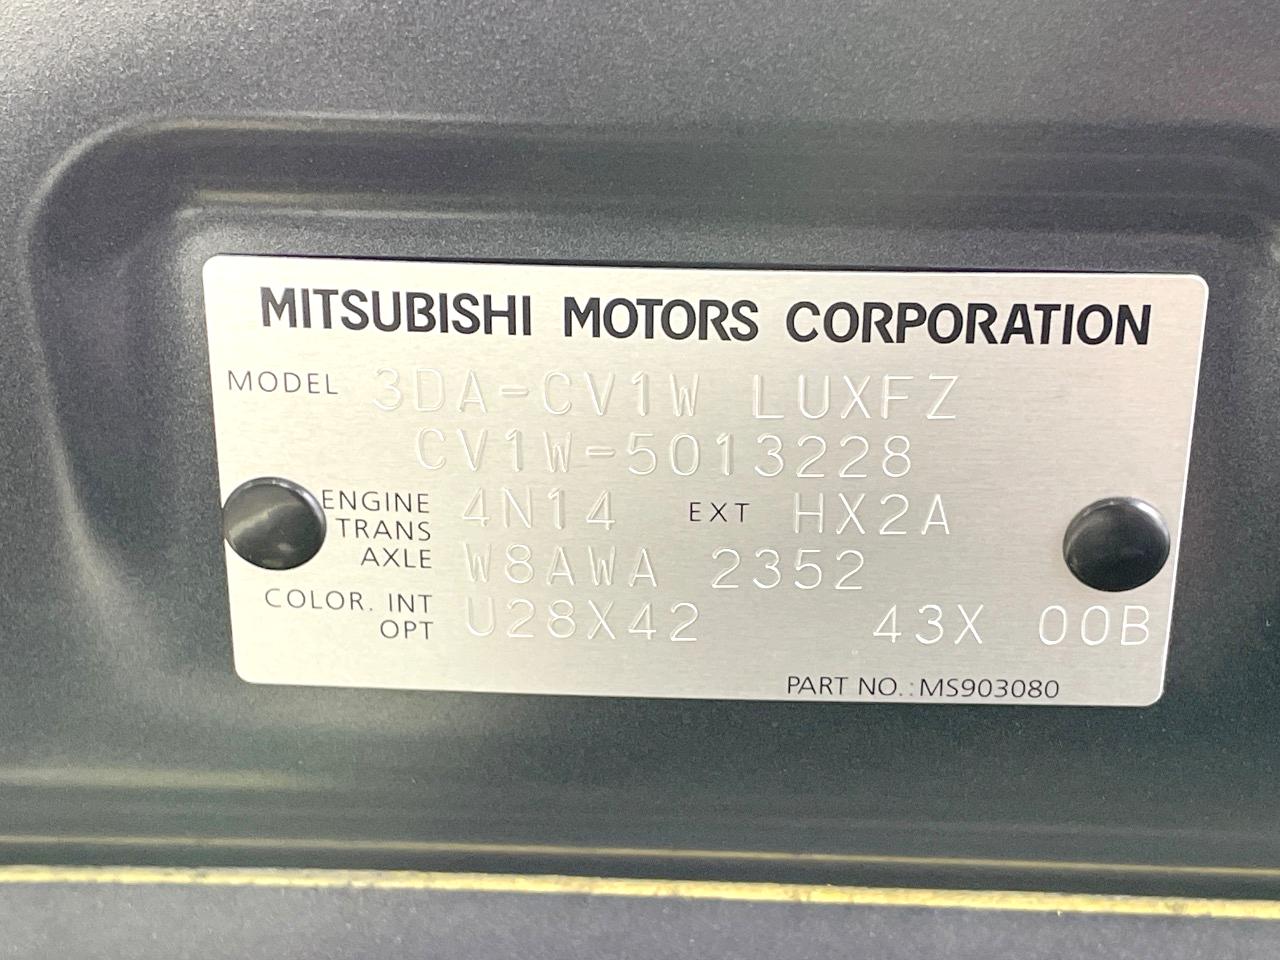 MITSUBISHI MOTORS CORPORATION
MODEL 3DA-CV1W LUXFZ
CV1W-5013228
ENGINE 4N14 EXT HX2A
TRANS
AXLE W8AWA 2352
COLOR. INT
OPT U28X42 43X 00B
PART NO.:MS903080